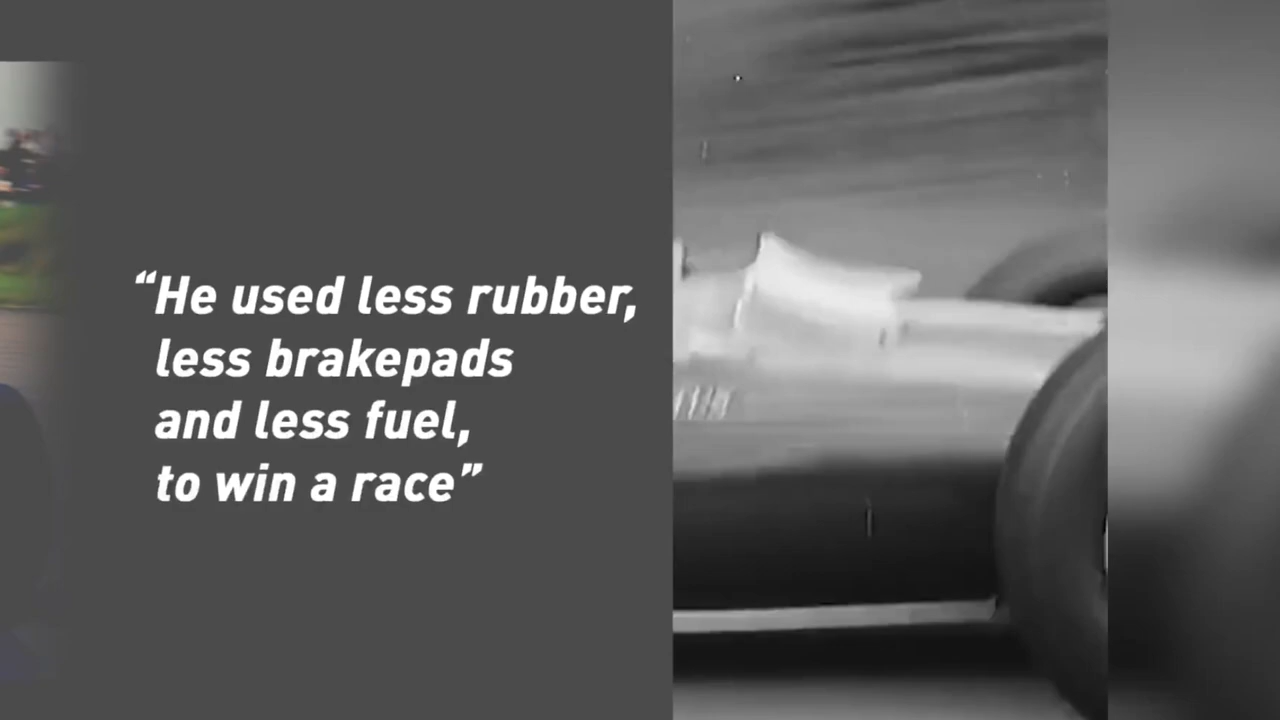 “He used less rubber,
less brakepads
and less fuel,
to win a race”